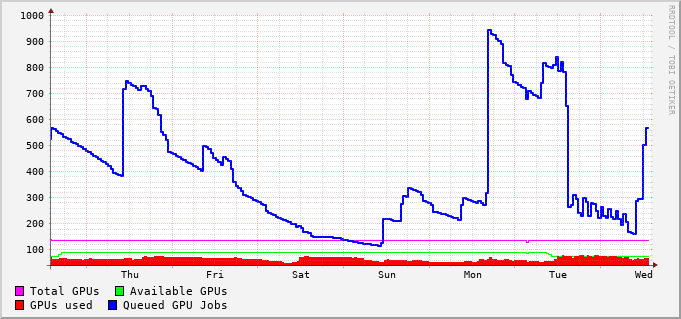 1000
900
800
700
600
500
400
300
200
100
Thu Fri Sat Sun Mon Tue Wed
Total GPUs Available GPUs
GPUs used Queued GPU Jobs
RRDTOOL / TOBI OETIKER